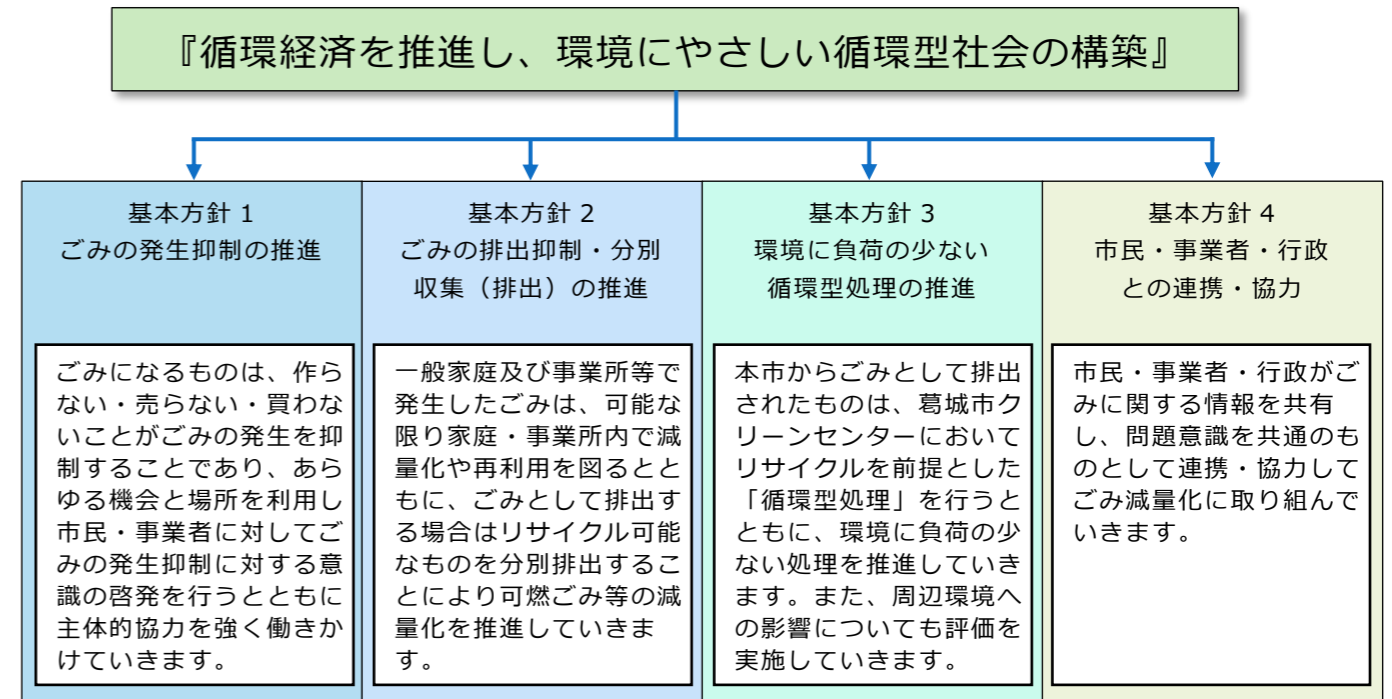 『循環経済を推進し、環境にやさしい循環型社会の構築』
基本方針 1
ごみの発生抑制の推進
ごみになるものは、作ら
ない・売らない・買わな
いことがごみの発生を抑
制することであり、あら
ゆる機会と場所を利用し
市民・事業者に対してご
みの発生抑制に対する意
識の啓発を行うとともに
主体的協力を強く働きか
けていきます。
基本方針 2
ごみの排出抑制・分別
収集（排出）の推進
一般家庭及び事業所等で
発生したごみは、可能な
限り家庭・事業所内で減
量化や再利用を図るとと
もに、ごみとして排出す
る場合はリサイクル可能
なものを分別排出するこ
とにより可燃ごみ等の減
量化を推進していきま
す。
基本方針 3
環境に負荷の少ない
循環型処理の推進
本市からごみとして排出
されたものは、葛城市ク
リーンセンターにおいて
リサイクルを前提とした
「循環型処理」を行うと
ともに、環境に負荷の少
ない処理を推進していき
ます。また、周辺環境へ
の影響についても評価を
実施していきます。
基本方針 4
市民・事業者・行政
との連携・協力
市民・事業者・行政がご
みに関する情報を共有
し、問題意識を共通のも
のとして連携・協力して
ごみ減量化に取り組んで
いきます。